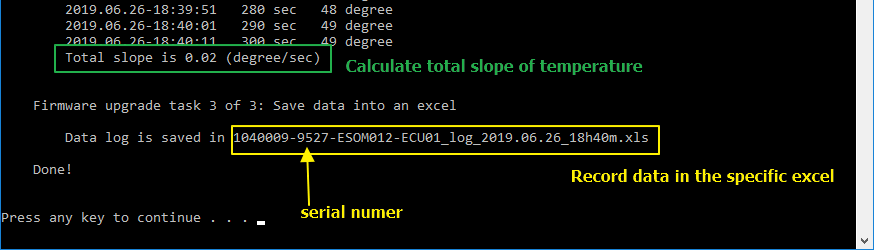 2019.06.26-18:39:51 280 sec 48 degree
2019.06.26-18:40:01 290 sec 49 degree
2019.06.26-18:40:11 300 sec 49 degree
Total slope is 0.02 (degree/sec)
Calculate total slope of temperature
Firmware upgrade task 3 of 3: Save data into an excel
Data log is saved in 1040009-9527-ESOM012-ECU01_log_2019.06.26_18h40m.xls
Done!
Record data in the specific excel
serial numer
Press any key to continue . . .